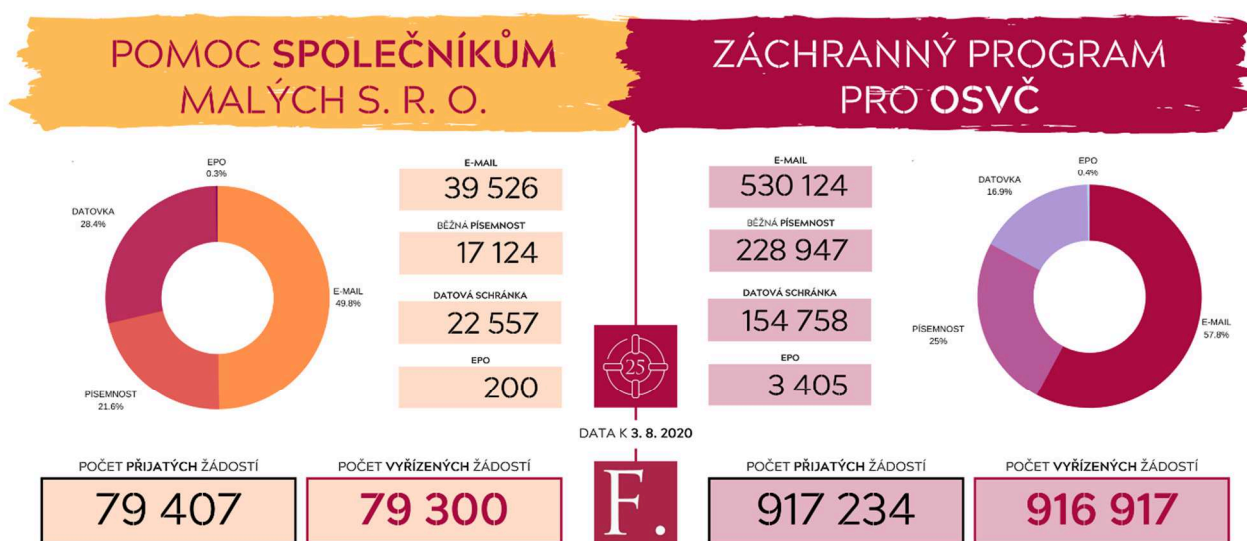 POMOC SPOLEČNÍKŮM
MALÝCH S. R. O.
EPO
0.3%
DATOVKA
28.4%
E-MAIL
49.8%
PÍSEMNOST
21.6%
E-MAIL
39 526
BĚŽNÁ PÍSEMNOST
17 124
DATOVÁ SCHRÁNKA
22 557
EPO
200
POČET PŘIJATÝCH ŽÁDOSTÍ
79 407
POČET VYŘÍZENÝCH ŽÁDOSTÍ
79 300
25
DATA K 3. 8. 2020
F.
ZÁCHRANNÝ PROGRAM
PRO OSVČ
E-MAIL
530 124
BĚŽNÁ PÍSEMNOST
228 947
DATOVÁ SCHRÁNKA
154 758
EPO
3 405
EPO
0.4%
DATOVKA
16.9%
PÍSEMNOST
25%
E-MAIL
57.8%
POČET PŘIJATÝCH ŽÁDOSTÍ
917 234
POČET VYŘÍZENÝCH ŽÁDOSTÍ
916 917